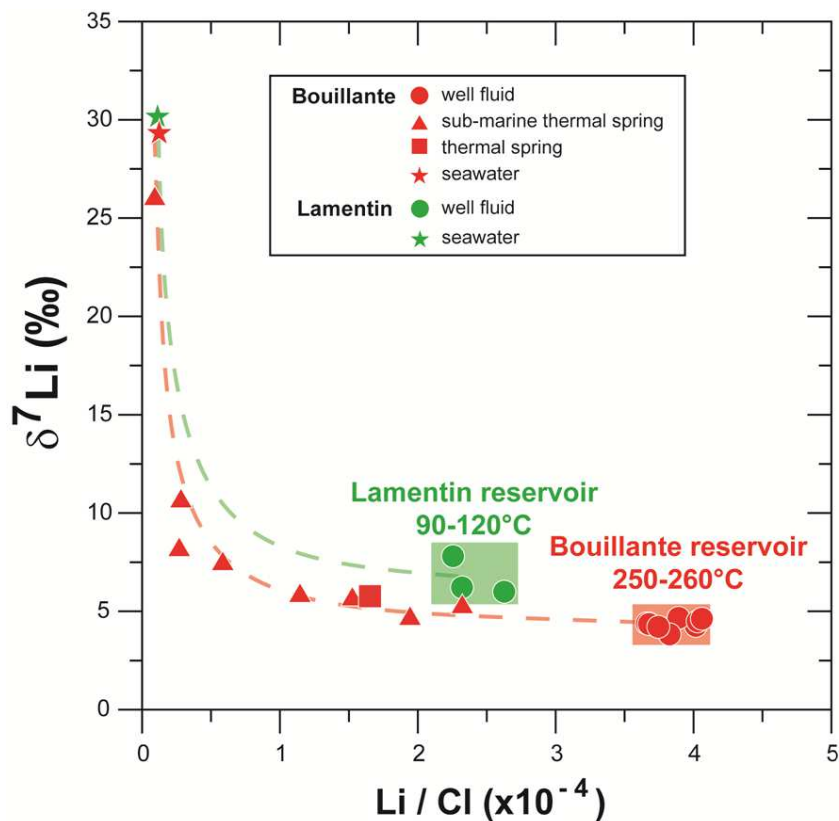 35
30
25
20
15
10
5
0
δ⁷Li (‰)
Bouillante
well fluid
sub-marine thermal spring
thermal spring
seawater
Lamentin
well fluid
seawater
Lamentin reservoir
90-120°C
Bouillante reservoir
250-260°C
0 1 2 3 4 5
Li / Cl (x10⁻⁴)